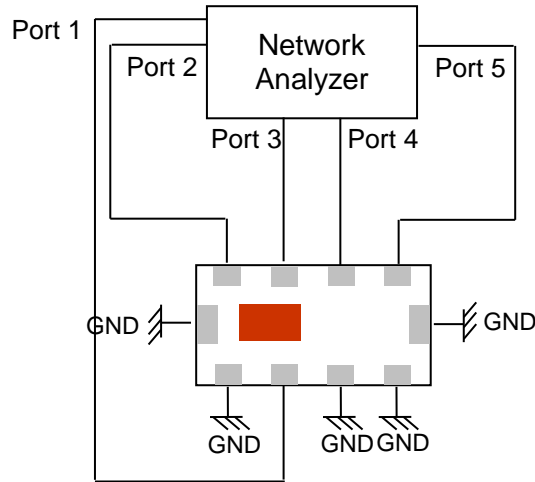 Port 1
Network
Analyzer
Port 2
Port 5
Port 3
Port 4
GND
GND
GND
GND
GND